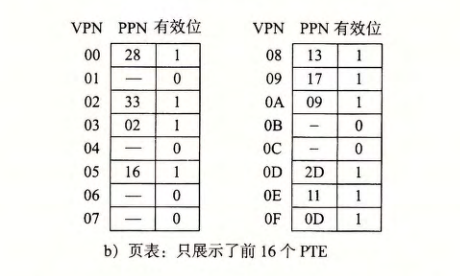 VPN PPN 有效位 VPN PPN 有效位
00 28 1 08 13 1
01 — 0 09 17 1
02 33 1 0A 09 1
03 02 1 0B – 0
04 — 0 0C – 0
05 16 1 0D 2D 1
06 — 0 0E 11 1
07 — 0 0F 0D 1
b）页表：只展示了前 16 个 PTE